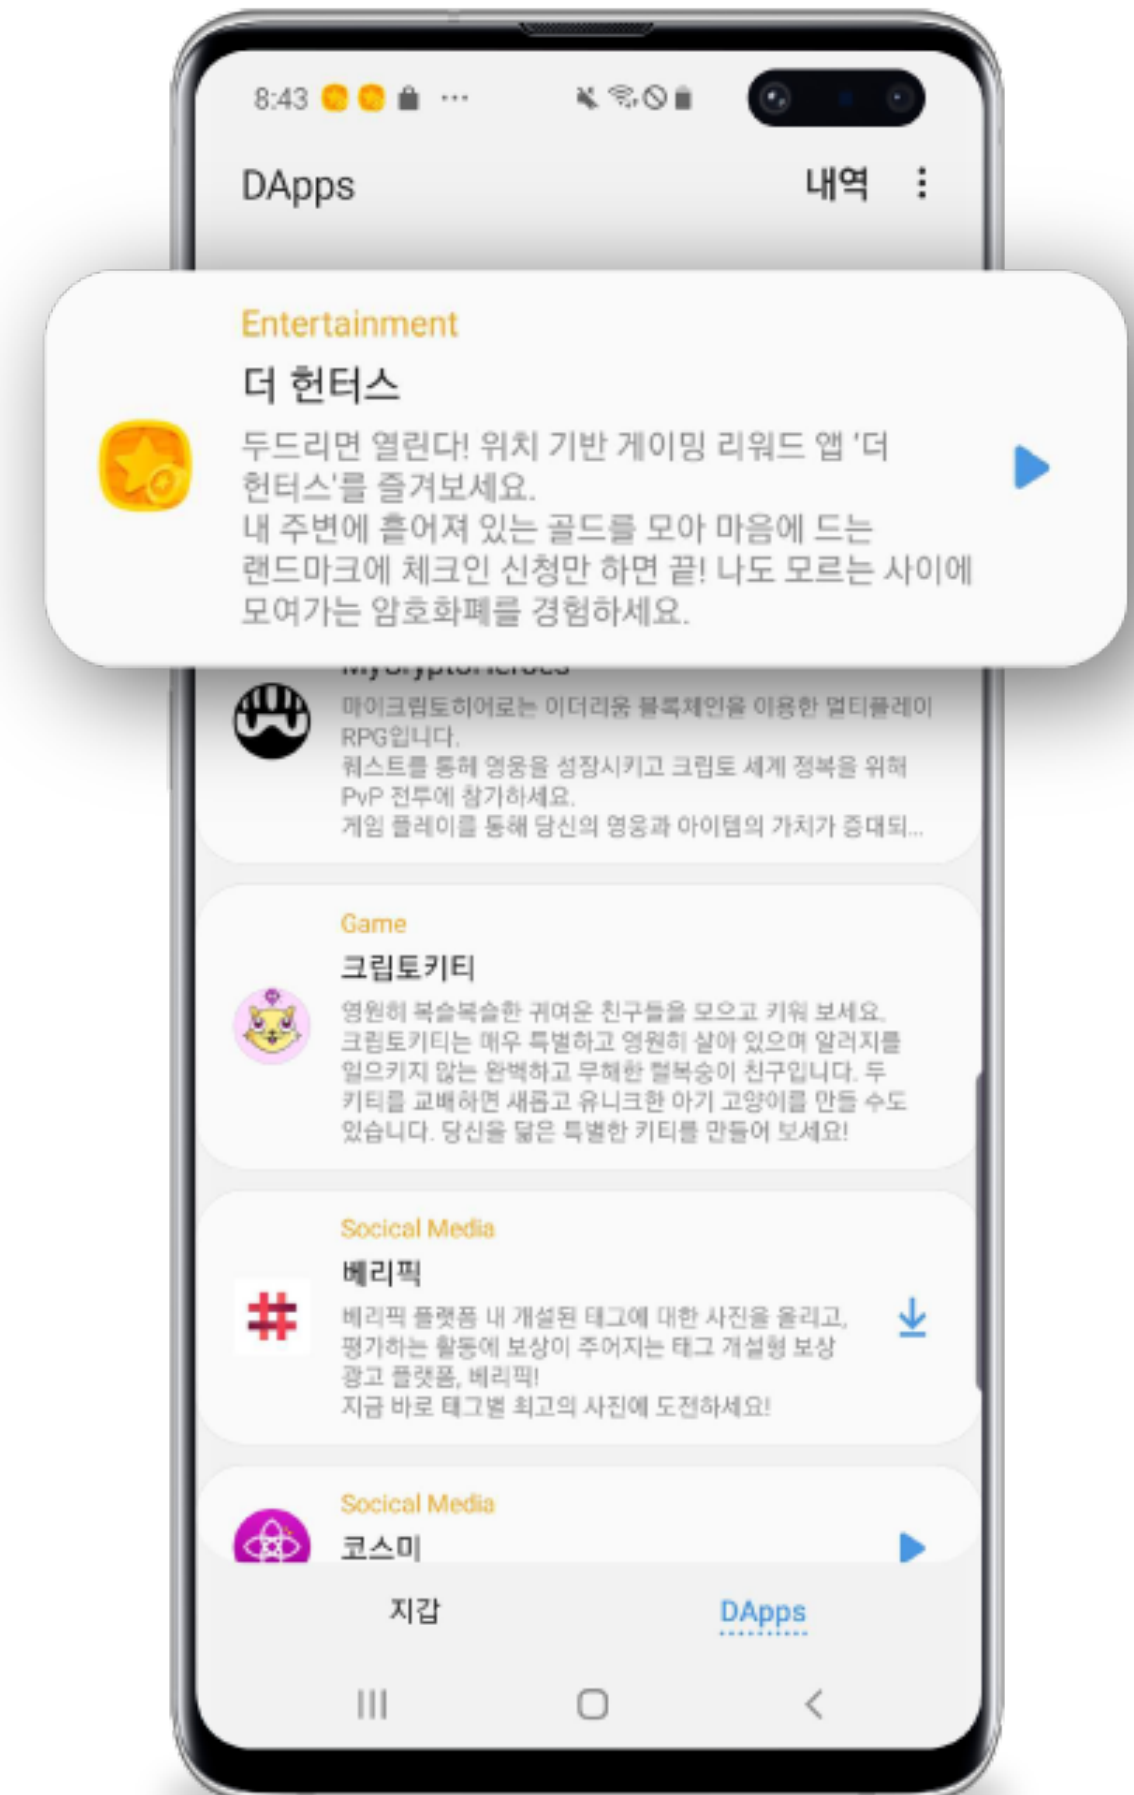 8:43
DApps 내역
Entertainment
더 헌터스
두드리면 열린다! 위치 기반 게이밍 리워드 앱 '더
헌터스'를 즐겨보세요.
내 주변에 흩어져 있는 골드를 모아 마음에 드는
랜드마크에 체크인 신청만 하면 끝! 나도 모르는 사이에
모여가는 암호화폐를 경험하세요.
MyCryptoHeroes
마이크립토히어로는 이더리움 블록체인을 이용한 멀티플레이
RPG입니다.
퀘스트를 통해 영웅을 성장시키고 크립토 세계 정복을 위해
PvP 전투에 참가하세요.
게임 플레이를 통해 당신의 영웅과 아이템의 가치가 증대되...
Game
크립토키티
영원히 복슬복슬한 귀여운 친구들을 모으고 키워 보세요.
크립토키티는 매우 특별하고 영원히 살아 있으며 알러지를
일으키지 않는 완벽하고 무해한 털복숭이 친구입니다. 두
키티를 교배하면 새롭고 유니크한 아기 고양이를 만들 수도
있습니다. 당신을 닮은 특별한 키티를 만들어 보세요!
Socical Media
베리픽
베리픽 플랫폼 내 개설된 태그에 대한 사진을 올리고,
평가하는 활동에 보상이 주어지는 태그 개설형 보상
광고 플랫폼, 베리픽!
지금 바로 태그별 최고의 사진에 도전하세요!
Socical Media
코스미
지갑 DApps